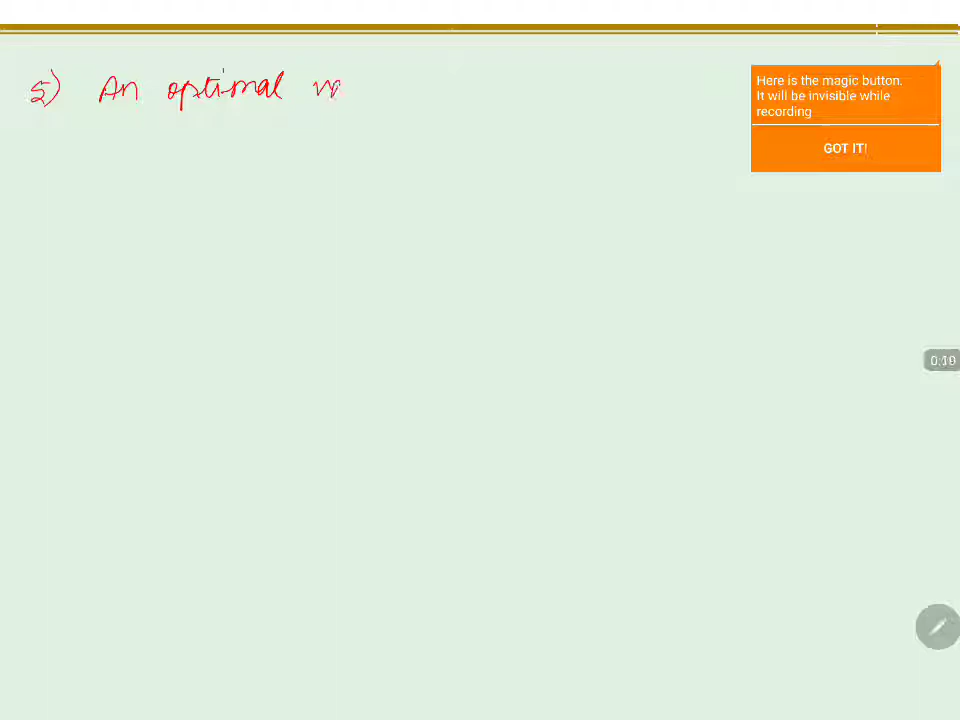 5) An optimal
Here is the magic button.
It will be invisible while
recording
GOT IT!
0:10